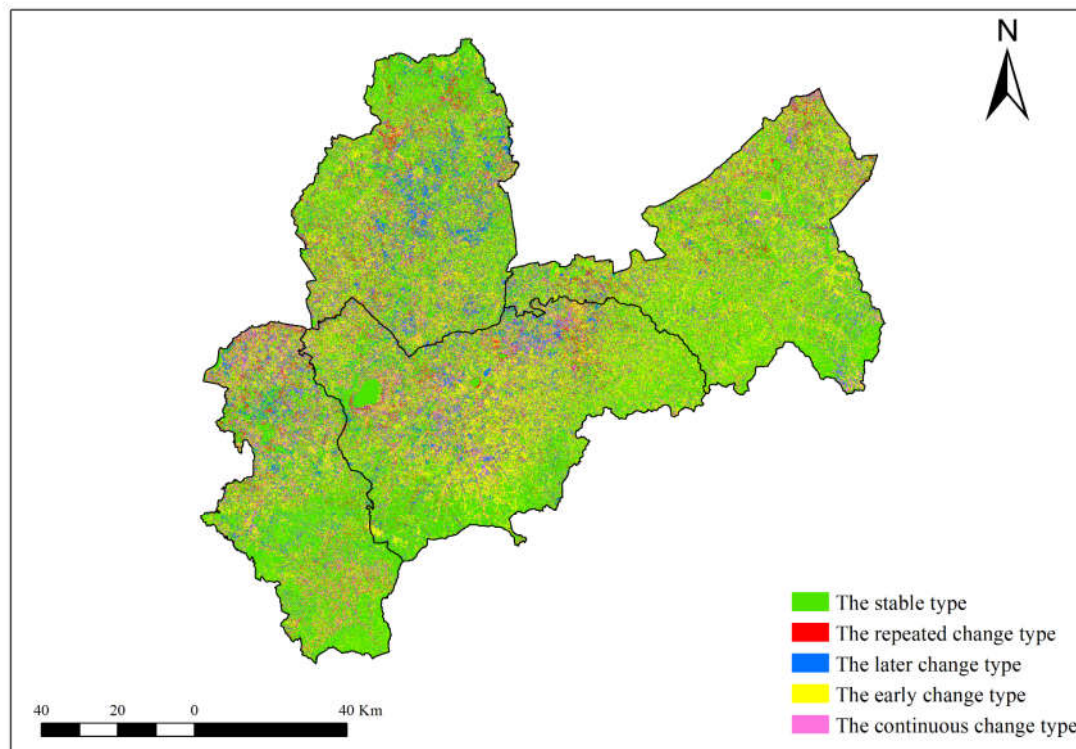 N
The stable type
The repeated change type
The later change type
The early change type
The continuous change type
40 20 0 40 Km